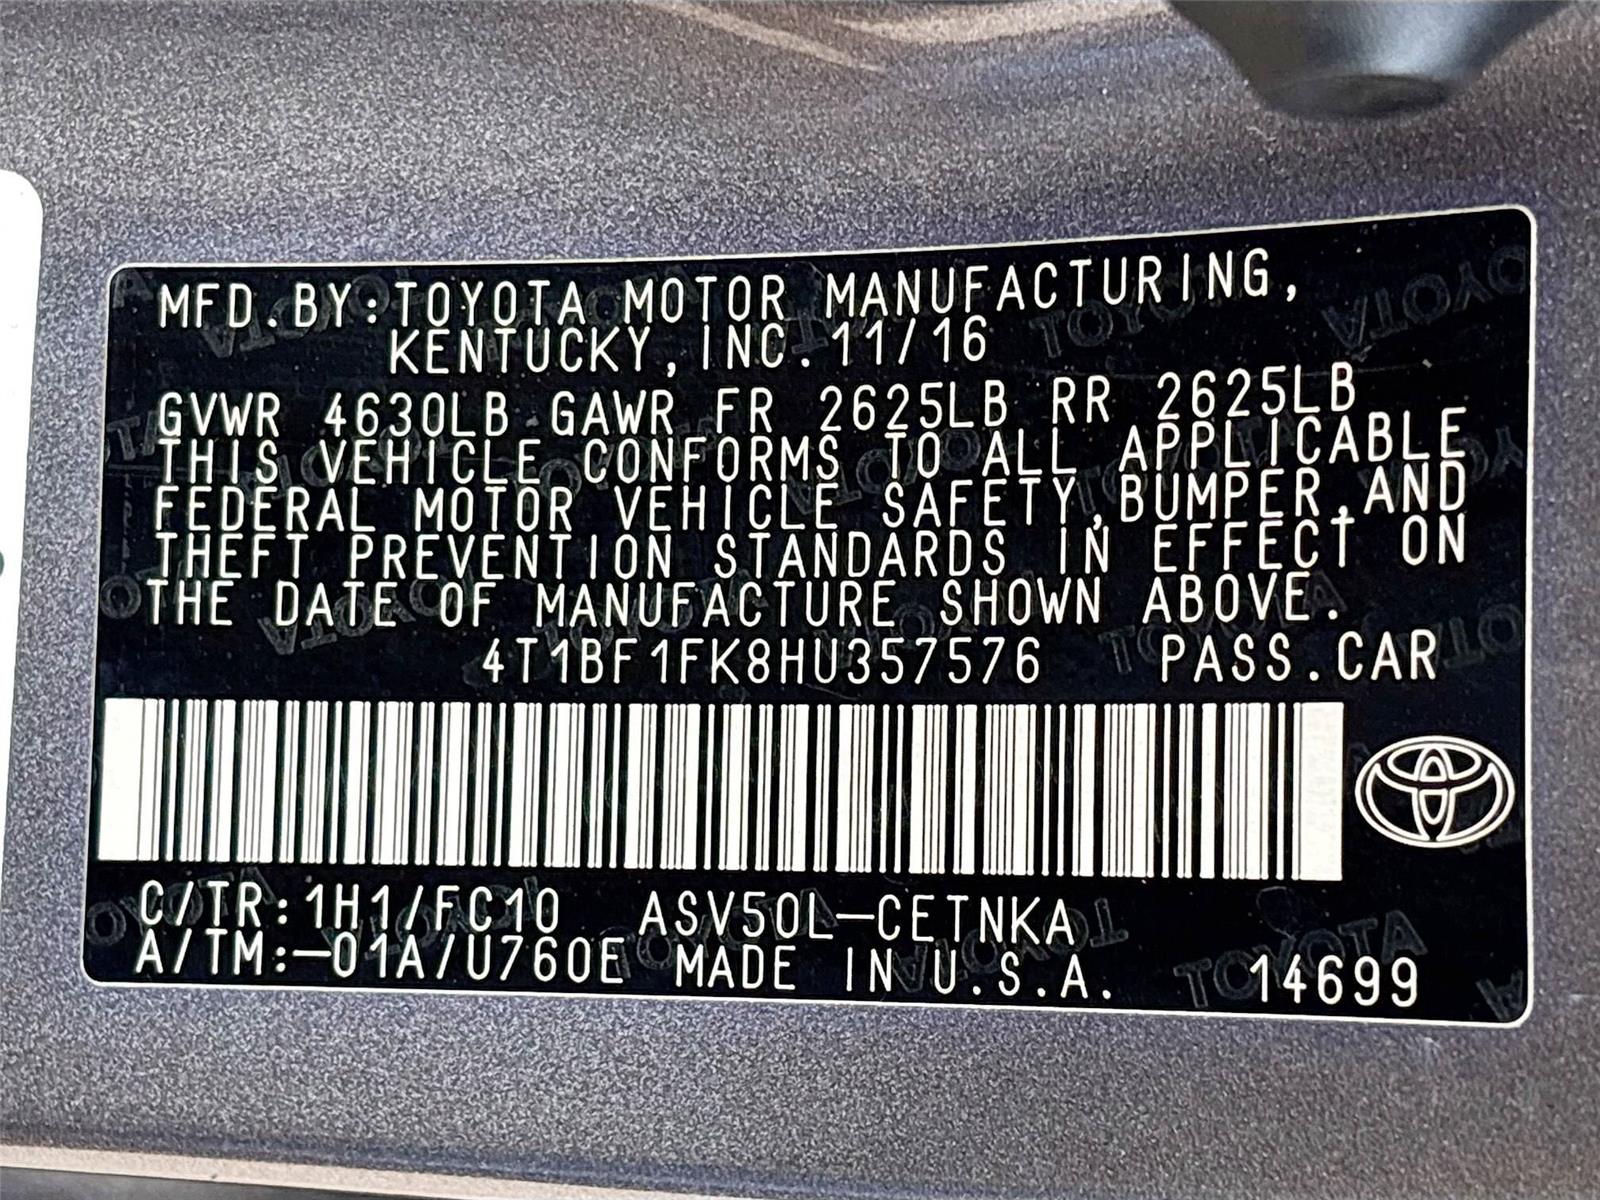 MFD.BY:TOYOTA MOTOR MANUFACTURING,
KENTUCKY,INC.11/16
GVWR 4630LB GAWR FR 2625LB RR 2625LB
THIS VEHICLE CONFORMS TO ALL APPLICABLE
FEDERAL MOTOR VEHICLE SAFETY,BUMPER,AND
THEFT PREVENTION STANDARDS IN EFFECT ON
THE DATE OF MANUFACTURE SHOWN ABOVE.
4T1BF1FK8HU357576 PASS.CAR
C/TR:1H1/FC10 ASV50L-CETNKA
A/TM:-01A/U760E MADE IN U.S.A. 14699